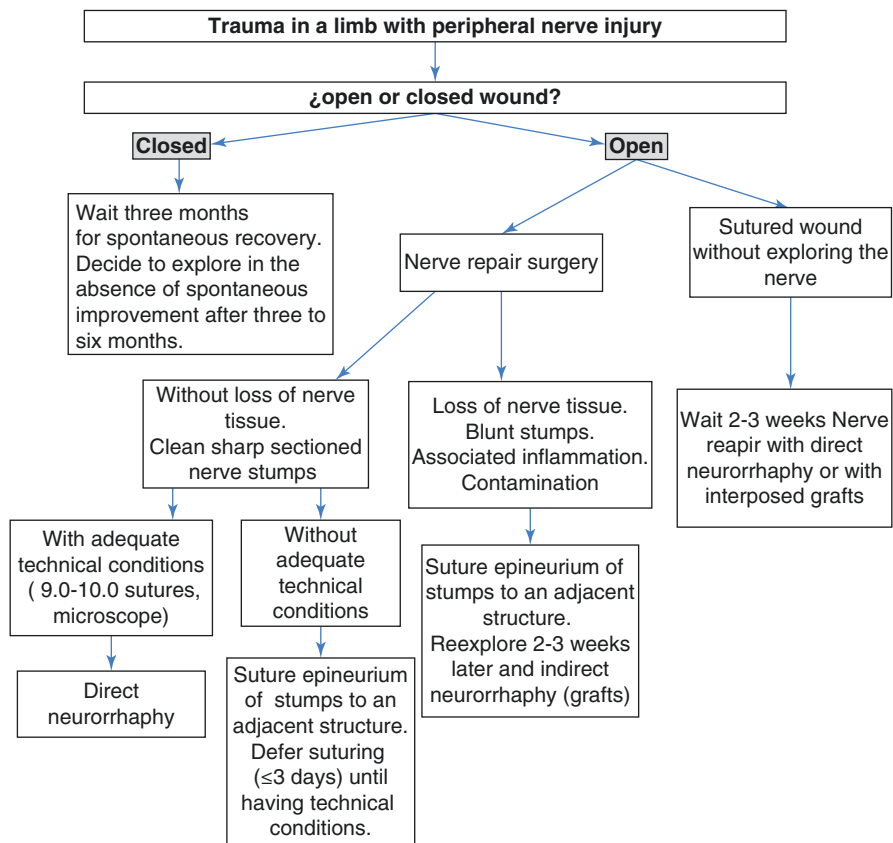 Trauma in a limb with peripheral nerve injury
¿open or closed wound?
Closed
Open
Wait three months
for spontaneous recovery.
Decide to explore in the
absence of spontaneous
improvement after three to
six months.
Nerve repair surgery
Sutured wound
without exploring the
nerve
Without loss of nerve
tissue.
Clean sharp sectioned
nerve stumps
Loss of nerve tissue.
Blunt stumps.
Associated inflammation.
Contamination
Wait 2-3 weeks Nerve
reapir with direct
neurorrhaphy or with
interposed grafts
With adequate
technical conditions
( 9.0-10.0 sutures,
microscope)
Without
adequate
technical
conditions
Suture epineurium of
stumps to an adjacent
structure.
Reexplore 2-3 weeks
later and indirect
neurorrhaphy (grafts)
Direct
neurorrhaphy
Suture epineurium
of stumps to an
adjacent structure.
Defer suturing
(≤3 days) until
having technical
conditions.